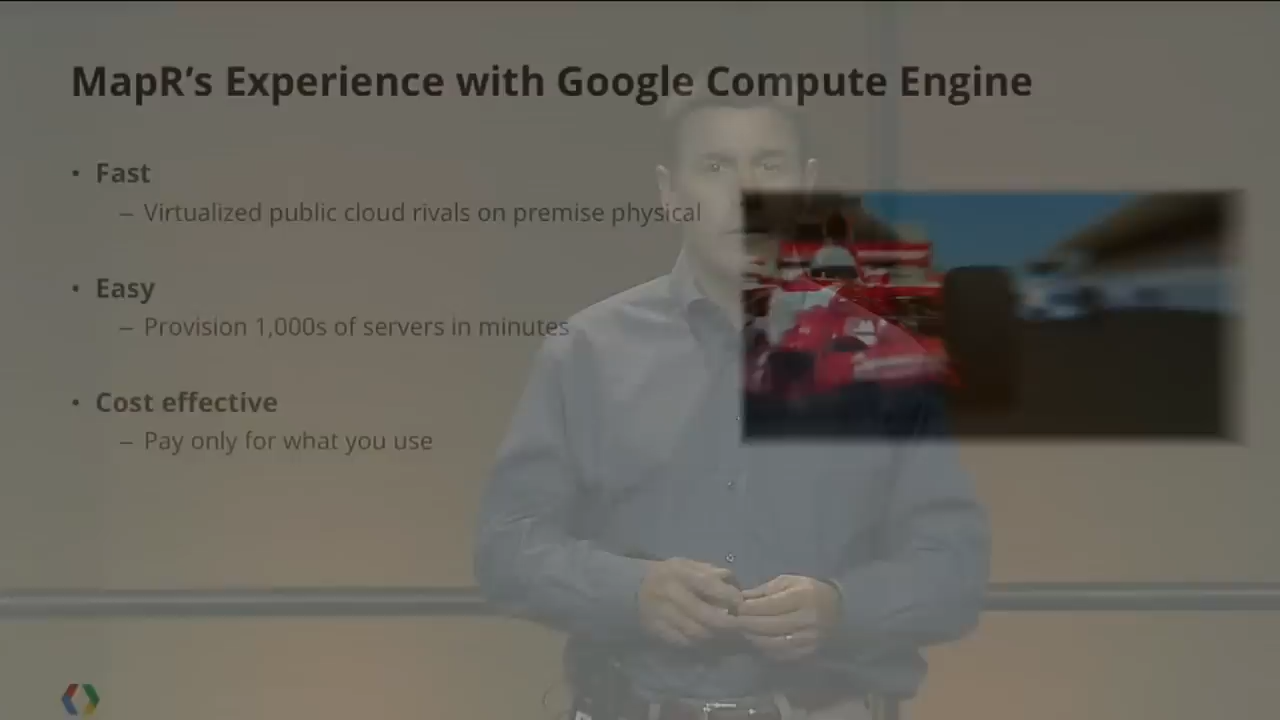 MapR’s Experience with Google Compute Engine
• Fast
– Virtualized public cloud rivals on premise physical
• Easy
– Provision 1,000s of servers in minutes
• Cost effective
– Pay only for what you use